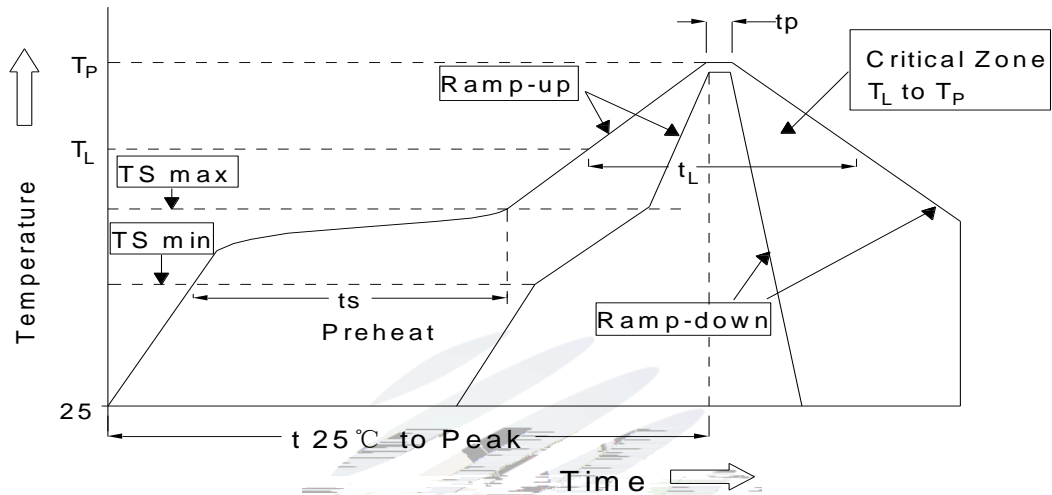 tp
T_P
Critical Zone
T_L to T_P
Ramp-up
T_L
TS max
t_L
TS min
ts
Preheat
Ramp-down
Temperature
25
t 25℃ to Peak
Time